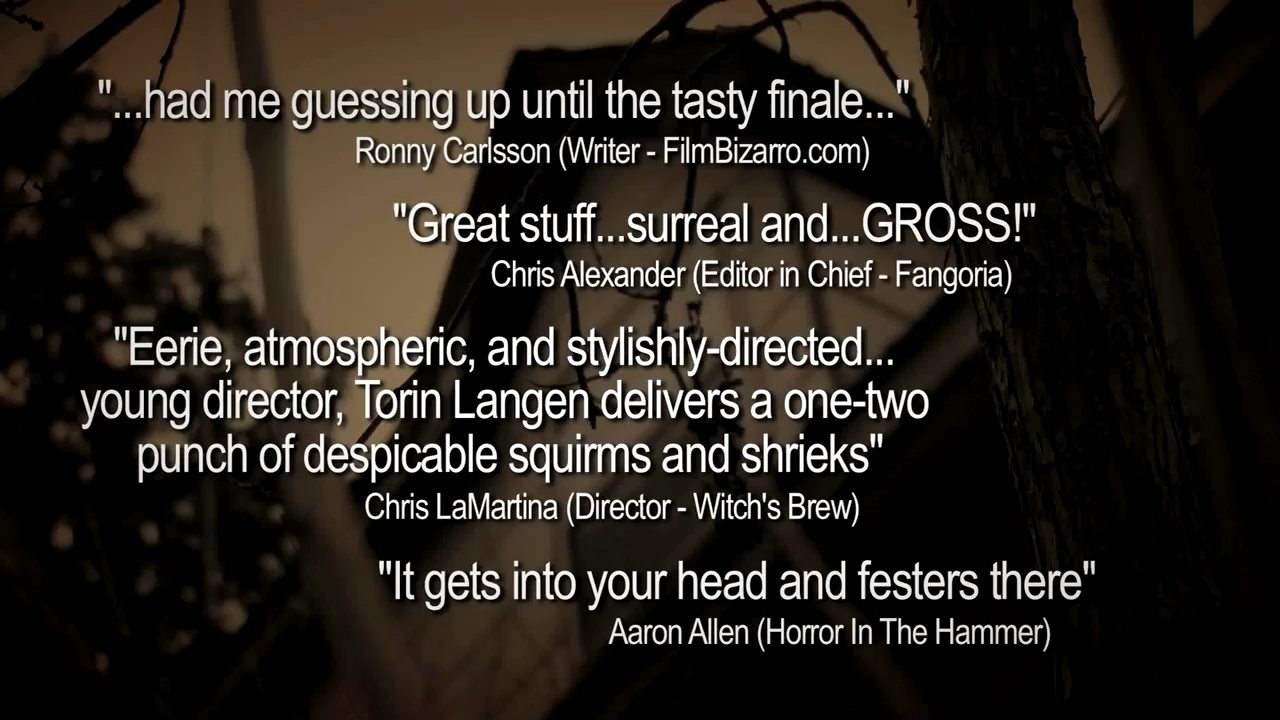 "...had me guessing up until the tasty finale..."
Ronny Carlsson (Writer - FilmBizarro.com)
"Great stuff...surreal and...GROSS!"
Chris Alexander (Editor in Chief - Fangoria)
"Eerie, atmospheric, and stylishly-directed...
young director, Torin Langen delivers a one-two
punch of despicable squirms and shrieks"
Chris LaMartina (Director - Witch's Brew)
"It gets into your head and festers there"
Aaron Allen (Horror In The Hammer)